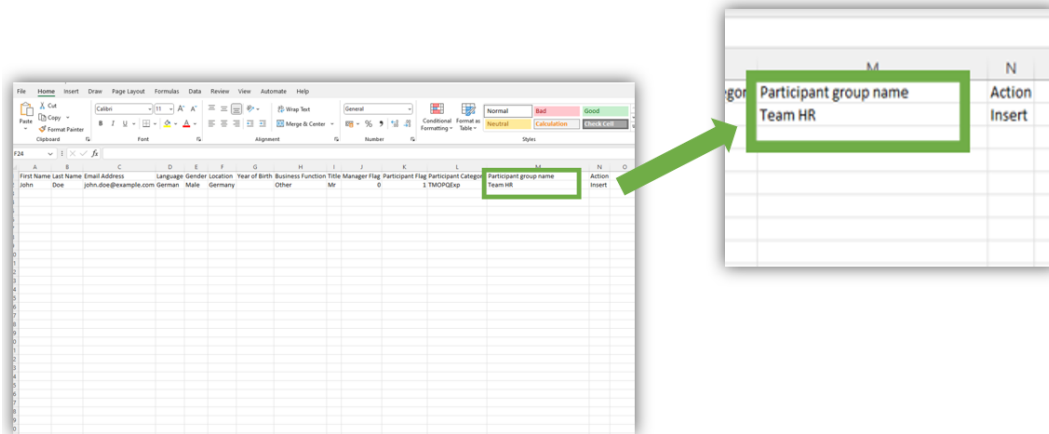 File Home Insert Draw Page Layout Formulas Data Review View Automate Help
Cut
Copy
Format Painter
Paste
Calibri 11
B I U
Wrap Text
Merge & Center
General
Conditional Formatting
Format as Table
Normal Bad Good
Neutral Calculation Check Cell
Clipboard Font Alignment Number Styles
F24 fx
A B C D E F G H I J K L M N O
First Name Last Name Email Address Language Gender Location Year of Birth Business Function Title Manager Flag Participant Flag Participant Categor Participant group name Action
John Doe john.doe@example.com German Male Germany Other Mr 0 1 TMOPQExp Team HR Insert
M N
gor Participant group name Action
Team HR Insert